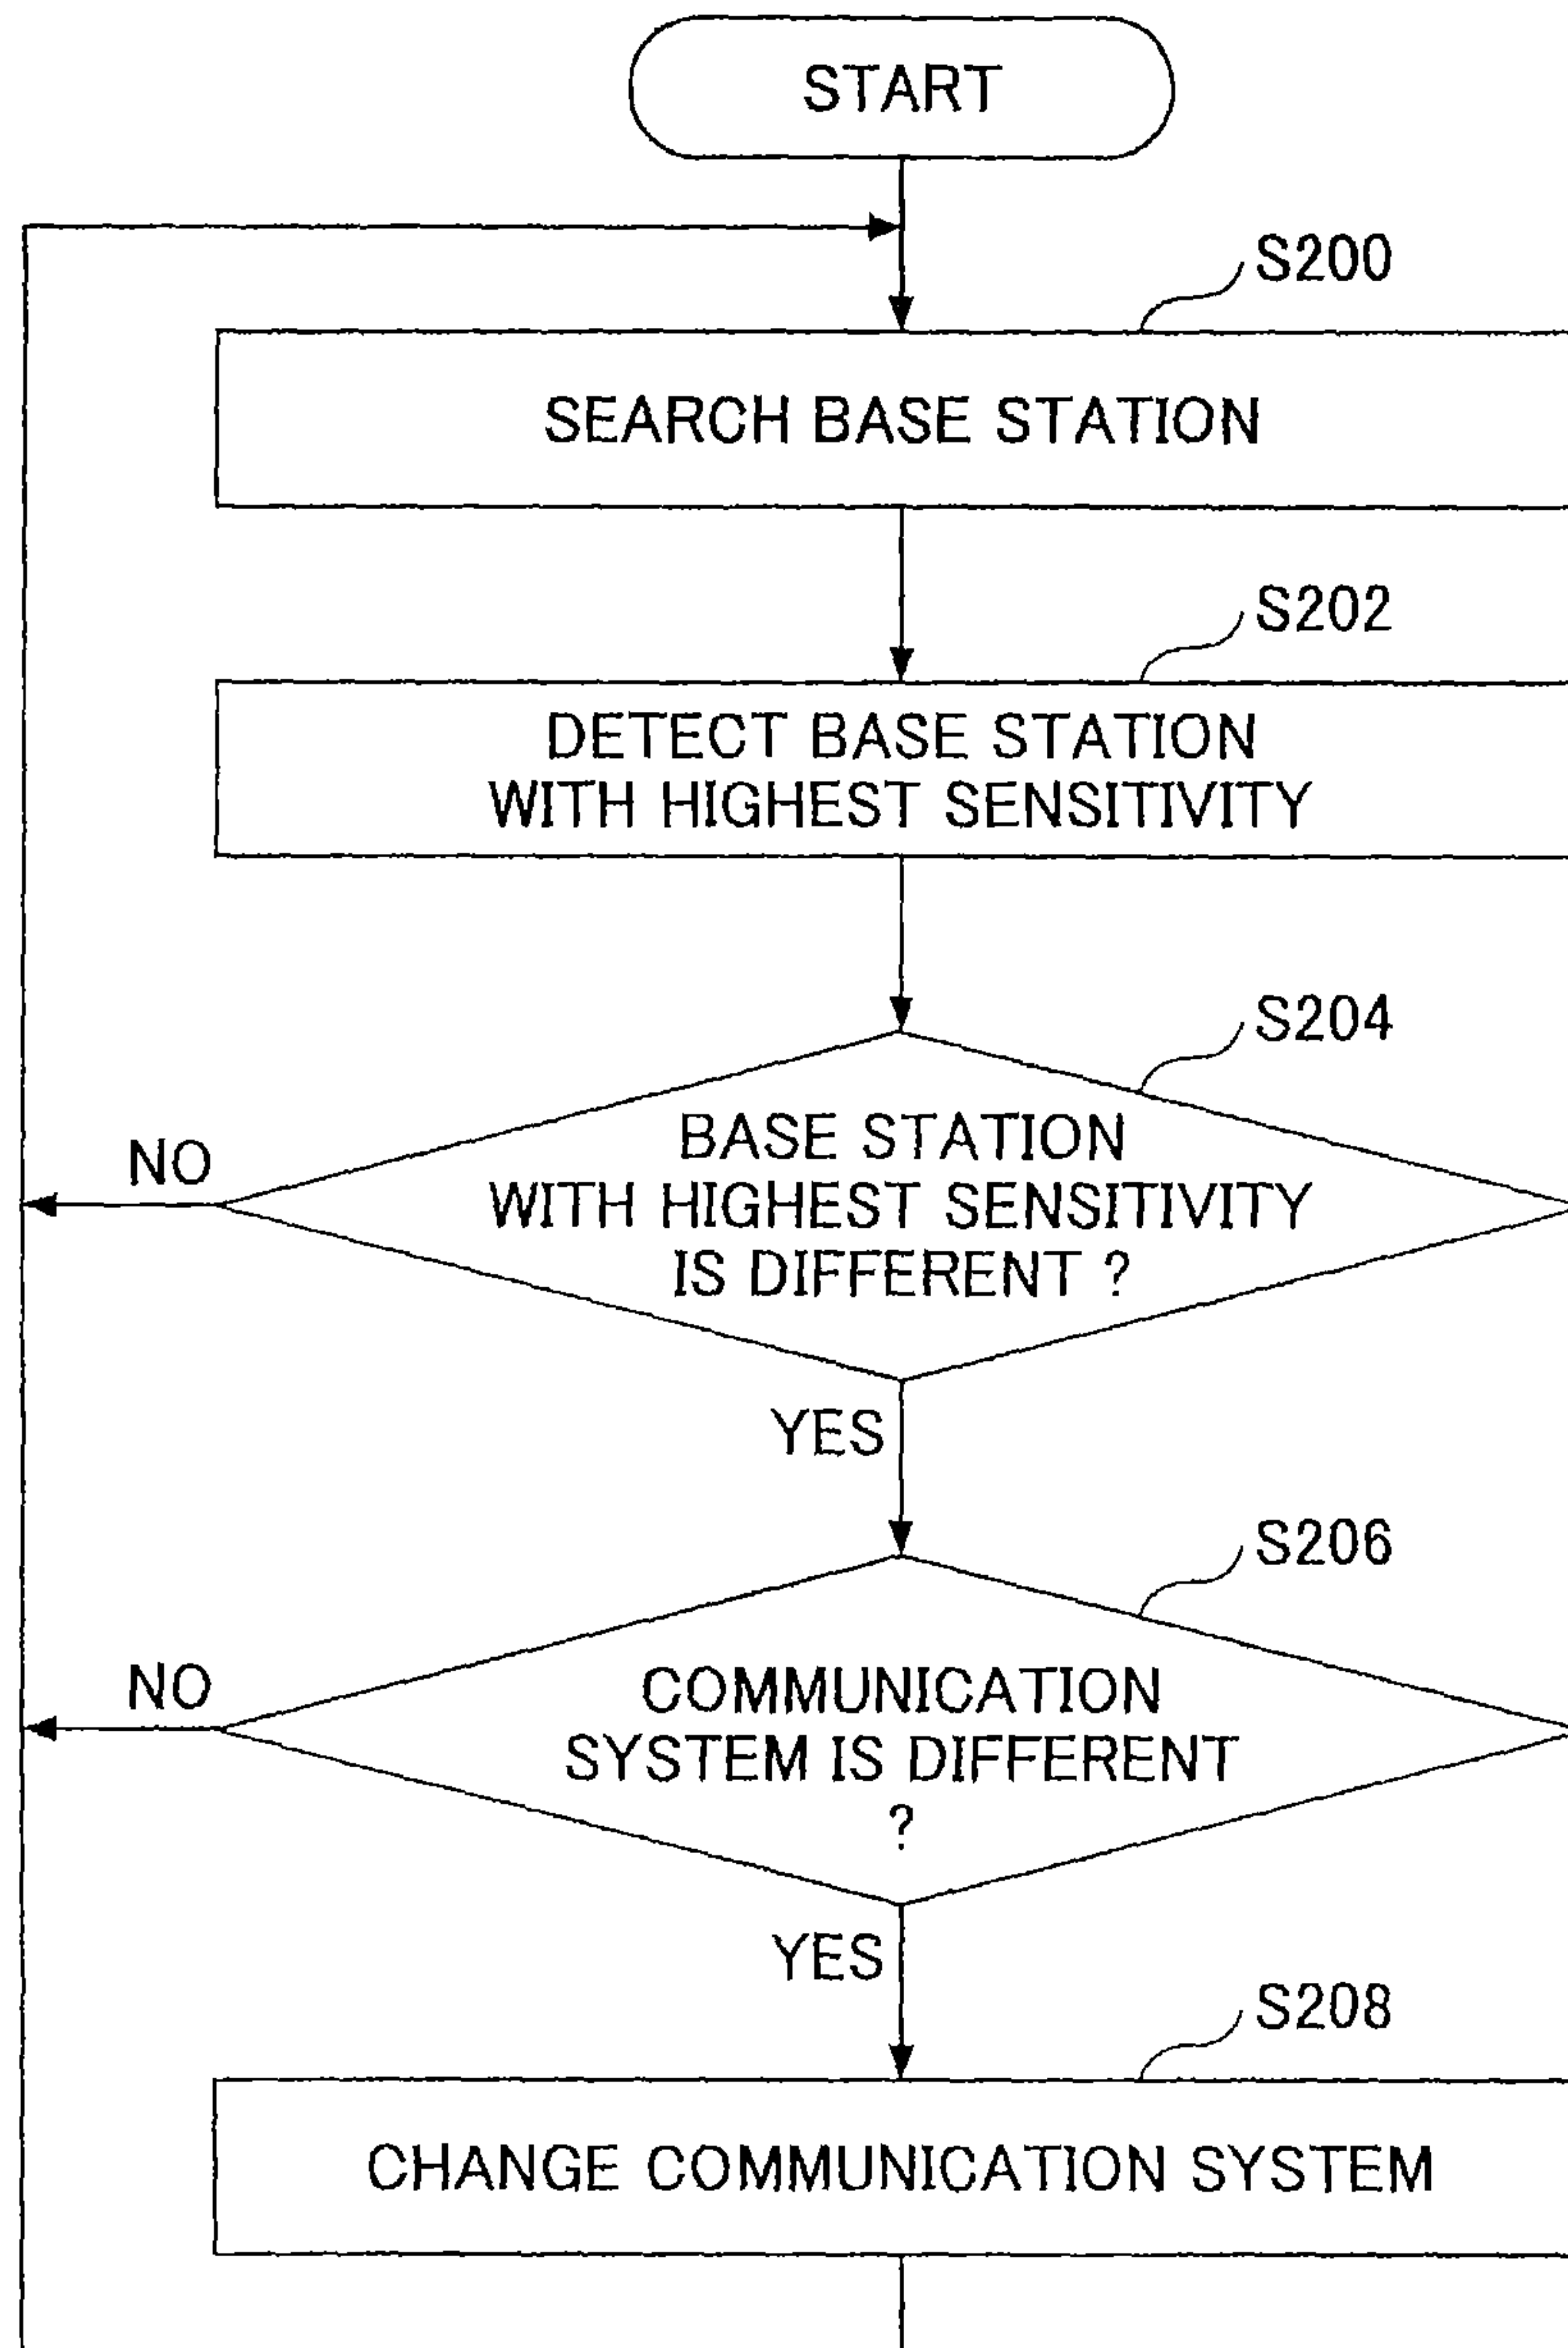 START
S200
SEARCH BASE STATION
S202
DETECT BASE STATION
WITH HIGHEST SENSITIVITY
S204
BASE STATION
WITH HIGHEST SENSITIVITY
IS DIFFERENT ?
NO
YES
S206
COMMUNICATION
SYSTEM IS DIFFERENT
?
NO
YES
S208
CHANGE COMMUNICATION SYSTEM